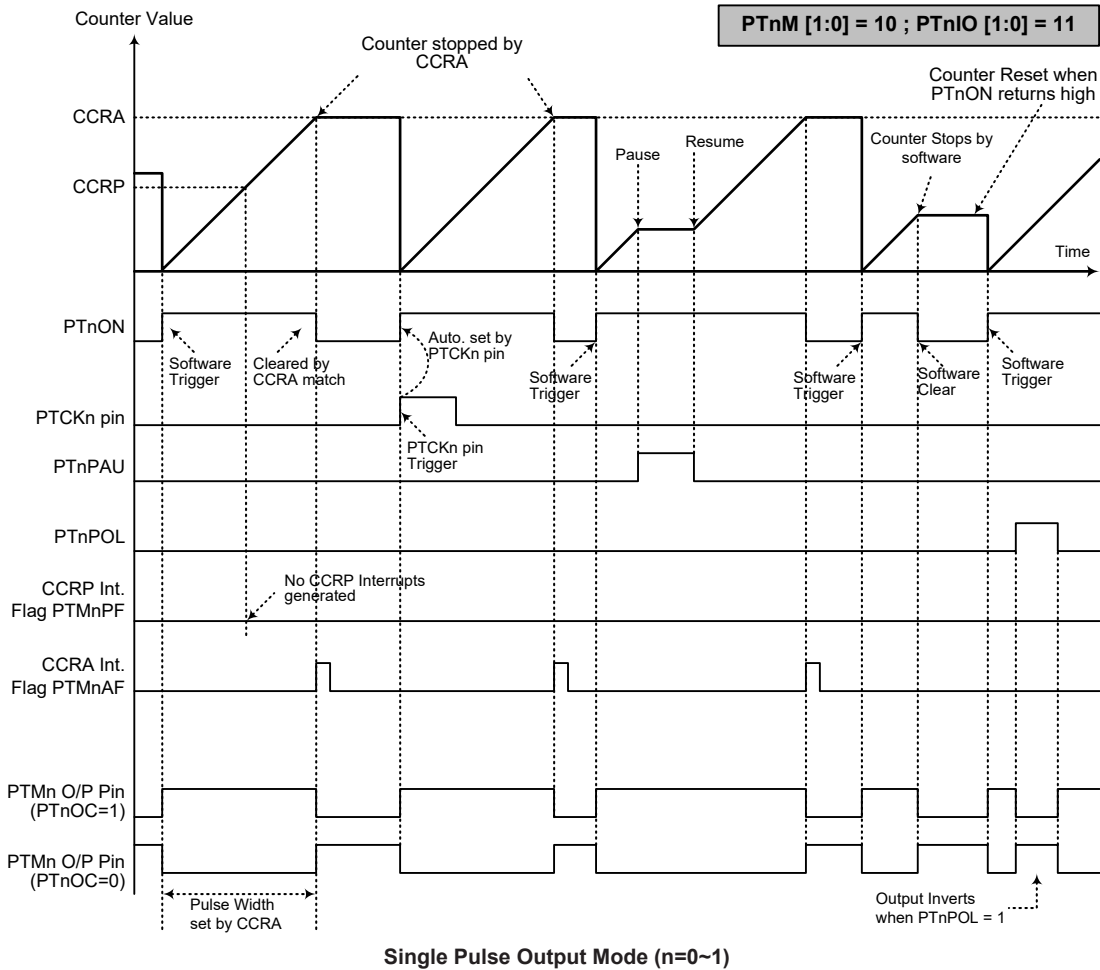 Counter Value
PTnM [1:0] = 10 ; PTnIO [1:0] = 11
Counter stopped by
CCRA
Counter Reset when
PTnON returns high
CCRA
Pause
Resume
Counter Stops by
software
CCRP
Time
PTnON
Software
Trigger
Cleared by
CCRA match
Auto. set by
PTCKn pin
Software
Trigger
Software
Trigger
Software
Clear
Software
Trigger
PTCKn pin
PTCKn pin
Trigger
PTnPAU
PTnPOL
CCRP Int.
Flag PTMnPF
No CCRP Interrupts
generated
CCRA Int.
Flag PTMnAF
PTMn O/P Pin
(PTnOC=1)
PTMn O/P Pin
(PTnOC=0)
Pulse Width
set by CCRA
Output Inverts
when PTnPOL = 1
Single Pulse Output Mode (n=0~1)